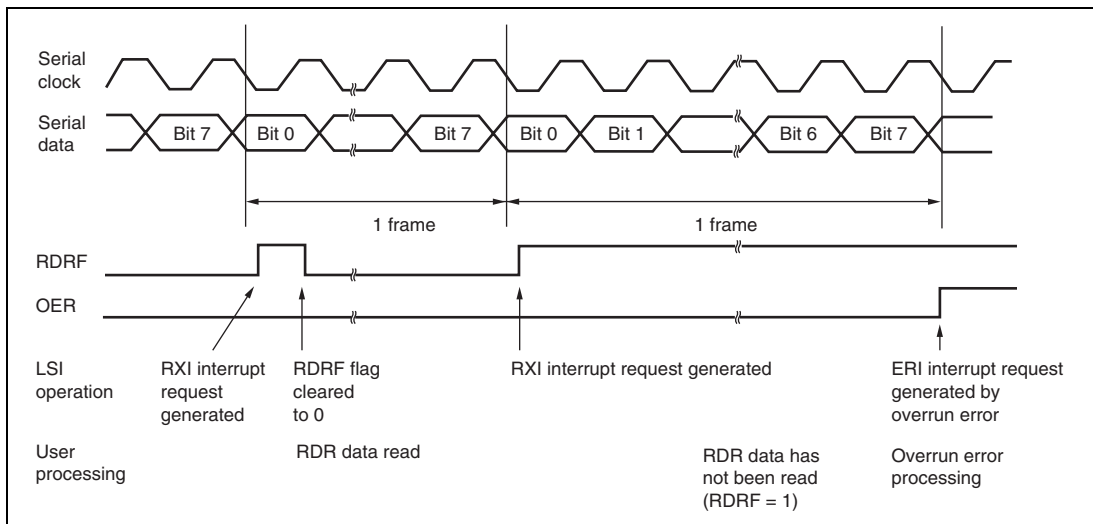 Serial
clock
Serial
data
Bit 7
Bit 0
Bit 7
Bit 0
Bit 1
Bit 6
Bit 7
1 frame
1 frame
RDRF
OER
LSI
operation
RXI interrupt
request
generated
RDRF flag
cleared
to 0
RXI interrupt request generated
ERI interrupt request
generated by
overrun error
User
processing
RDR data read
RDR data has
not been read
(RDRF = 1)
Overrun error
processing